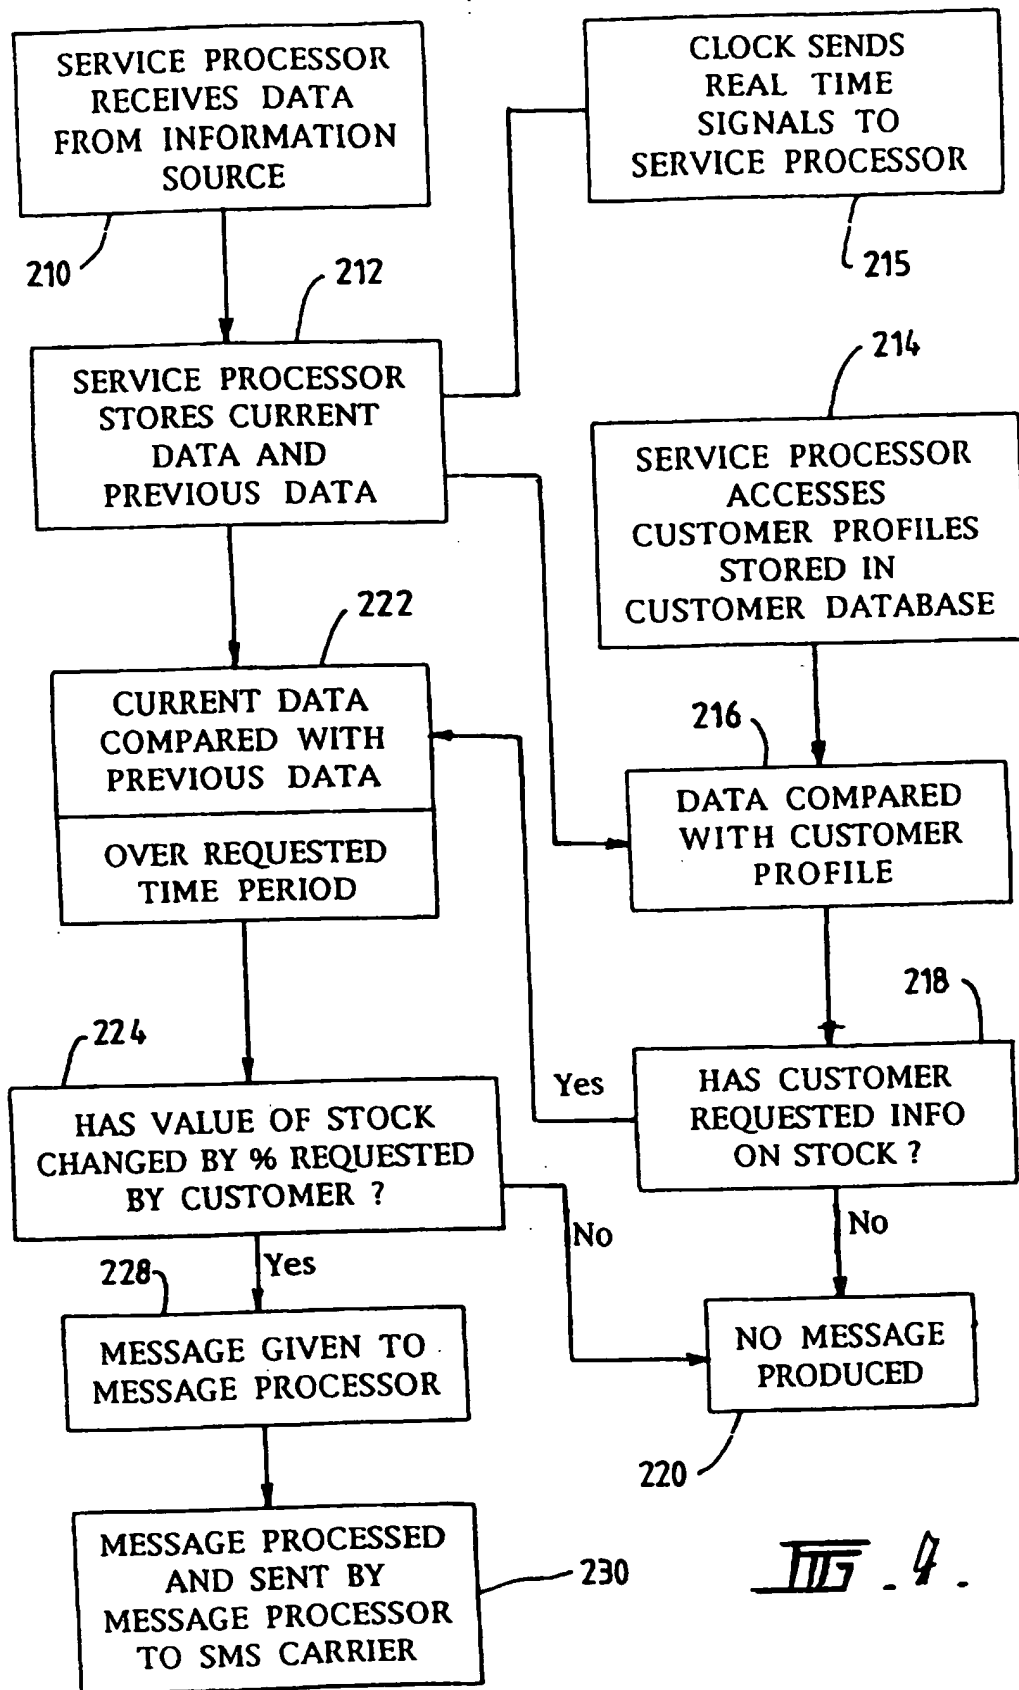 SERVICE PROCESSOR
RECEIVES DATA
FROM INFORMATION
SOURCE
210
CLOCK SENDS
REAL TIME
SIGNALS TO
SERVICE PROCESSOR
215
212
SERVICE PROCESSOR
STORES CURRENT
DATA AND
PREVIOUS DATA
214
SERVICE PROCESSOR
ACCESSES
CUSTOMER PROFILES
STORED IN
CUSTOMER DATABASE
222
CURRENT DATA
COMPARED WITH
PREVIOUS DATA
OVER REQUESTED
TIME PERIOD
216
DATA COMPARED
WITH CUSTOMER
PROFILE
218
HAS CUSTOMER
REQUESTED INFO
ON STOCK ?
Yes
No
224
HAS VALUE OF STOCK
CHANGED BY % REQUESTED
BY CUSTOMER ?
Yes
No
228
MESSAGE GIVEN TO
MESSAGE PROCESSOR
NO MESSAGE
PRODUCED
220
MESSAGE PROCESSED
AND SENT BY
MESSAGE PROCESSOR
TO SMS CARRIER
230
FIG.